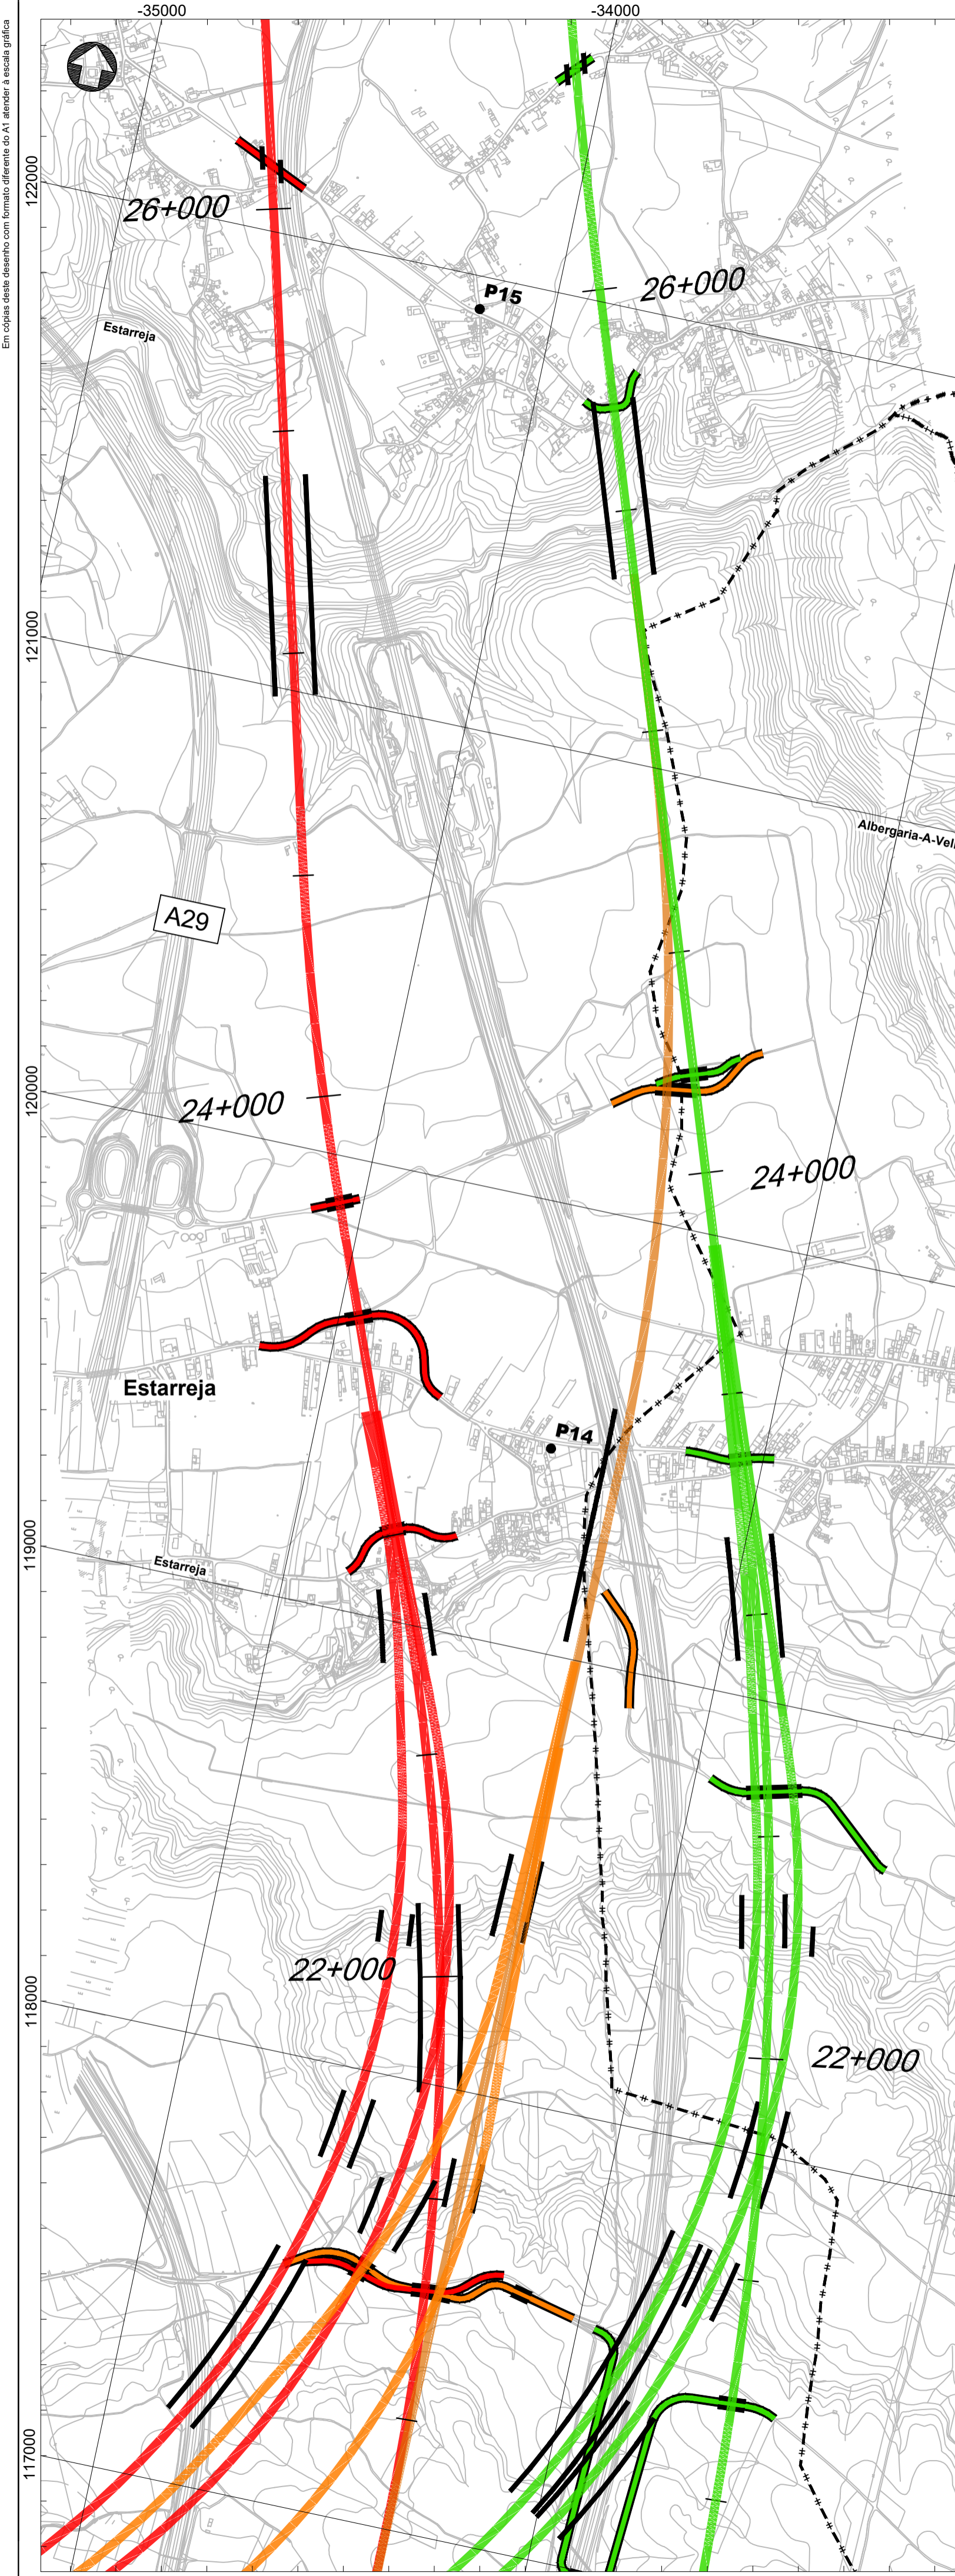 -35000
-34000
Em cópias deste desenho com formato diferente do A1 atender à escala gráfica
122000
26+000
26+000
P15
Estarreja
121000
Albergaria-A-Vel
A29
120000
24+000
24+000
Estarreja
P14
119000
Estarreja
22+000
118000
22+000
117000